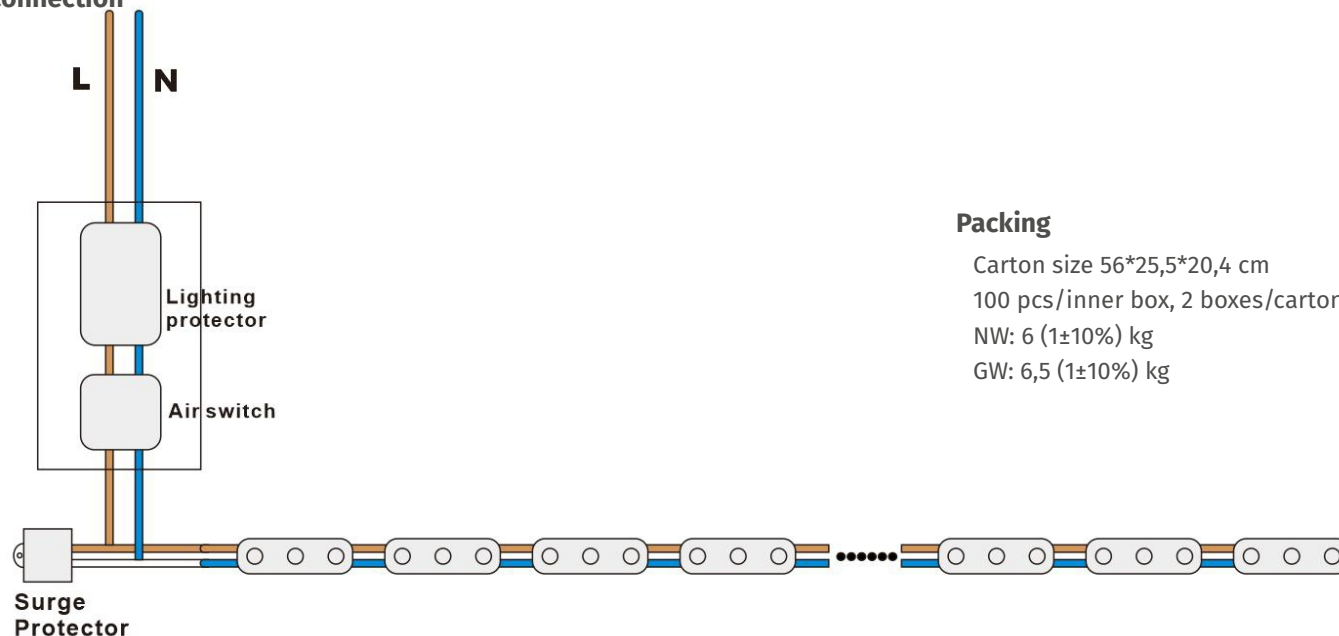 connection
L N
Lighting
protector
Air switch
Surge
Protector
Packing
Carton size 56*25,5*20,4 cm
100 pcs/inner box, 2 boxes/carton
NW: 6 (1±10%) kg
GW: 6,5 (1±10%) kg